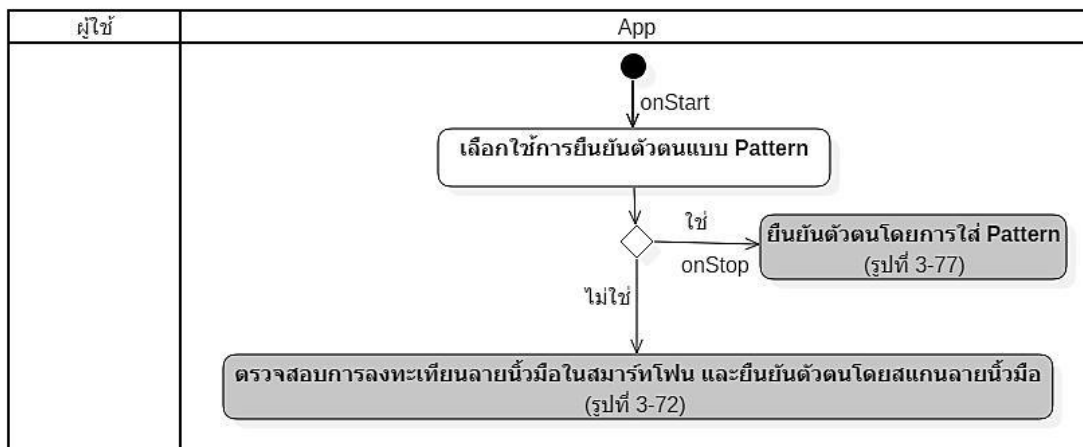 ผู้ใช้
App
onStart
เลือกใช้การยืนยันตัวตนแบบ Pattern
ใช่
onStop
ยืนยันตัวตนโดยการใส่ Pattern
(รูปที่ 3-77)
ไม่ใช่
ตรวจสอบการลงทะเทียนลายนิ้วมือในสมาร์ทโฟน และยืนยันตัวตนโดยสแกนลายนิ้วมือ
(รูปที่ 3-72)